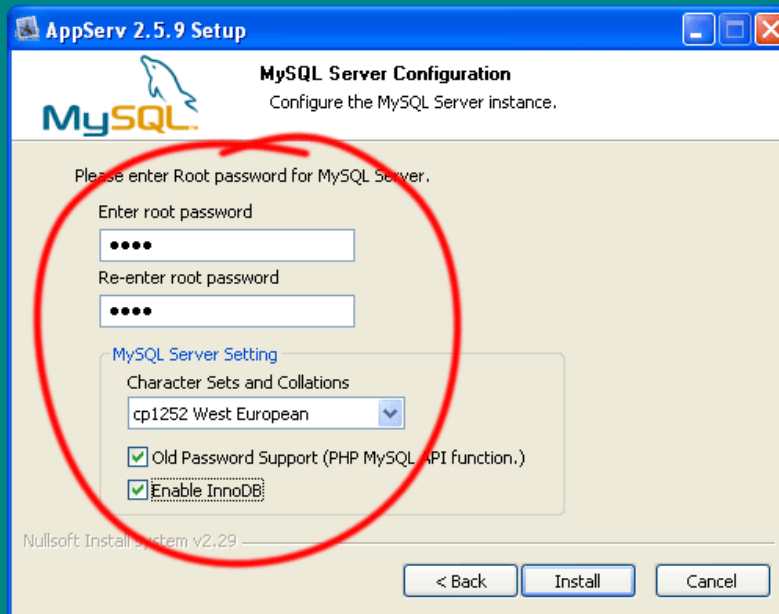 AppServ 2.5.9 Setup
MySQL Server Configuration
Configure the MySQL Server instance.
MySQL
Please enter Root password for MySQL Server.
Enter root password
••••
Re-enter root password
••••
MySQL Server Setting
Character Sets and Collations
cp1252 West European
Old Password Support (PHP MySQL API function.)
Enable InnoDB
Nullsoft Install System v2.29
< Back Install Cancel